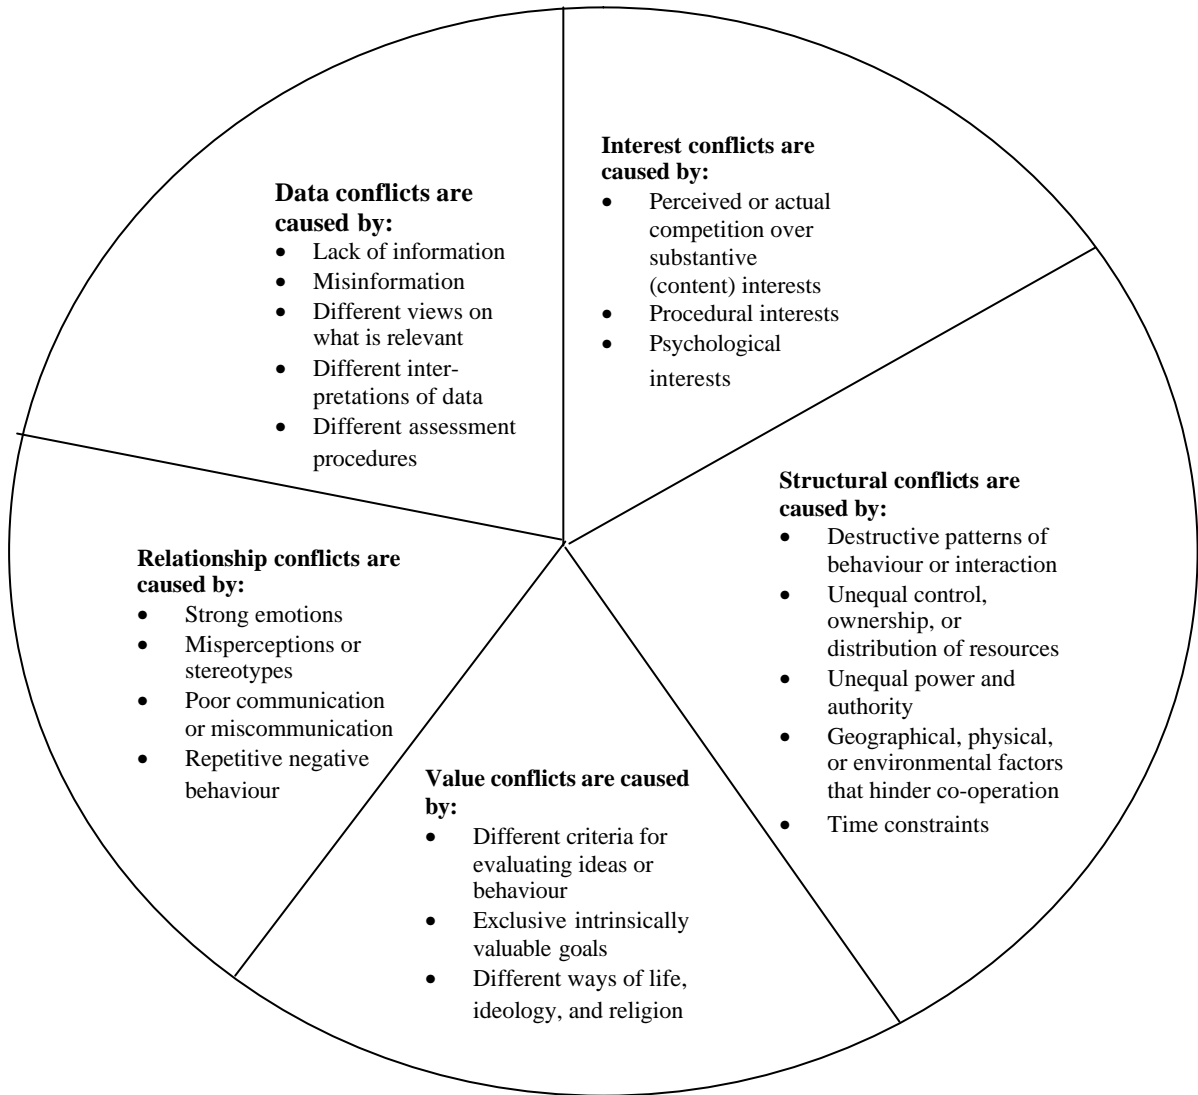 Interest conflicts are
caused by:
• Perceived or actual
competition over
substantive
(content) interests
• Procedural interests
• Psychological
interests
Data conflicts are
caused by:
• Lack of information
• Misinformation
• Different views on
what is relevant
• Different inter-
pretations of data
• Different assessment
procedures
Structural conflicts are
caused by:
• Destructive patterns of
behaviour or interaction
• Unequal control,
ownership, or
distribution of resources
• Unequal power and
authority
• Geographical, physical,
or environmental factors
that hinder co-operation
• Time constraints
Relationship conflicts are
caused by:
• Strong emotions
• Misperceptions or
stereotypes
• Poor communication
or miscommunication
• Repetitive negative
behaviour
Value conflicts are caused
by:
• Different criteria for
evaluating ideas or
behaviour
• Exclusive intrinsically
valuable goals
• Different ways of life,
ideology, and religion